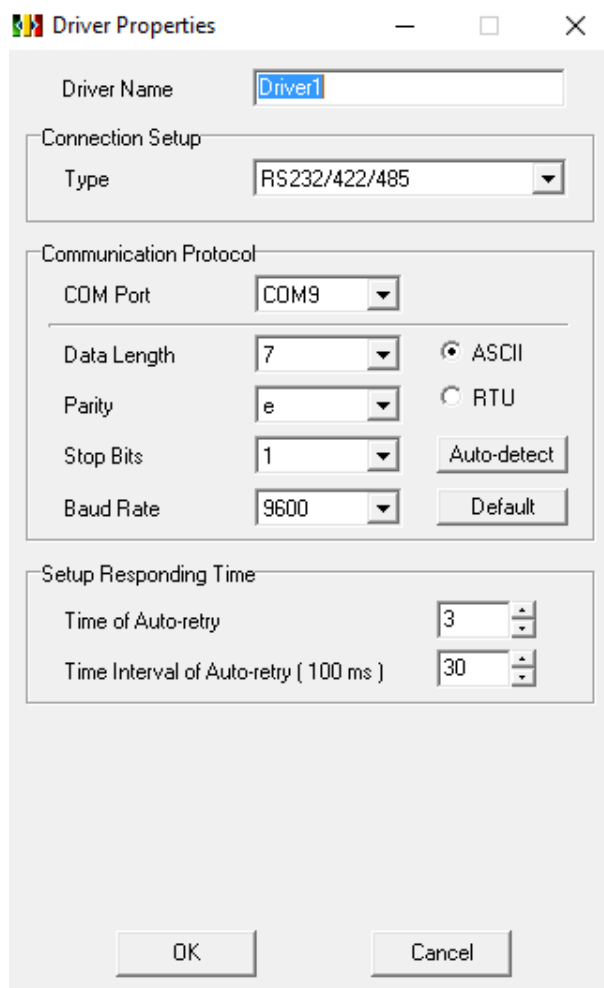 Driver Properties
Driver Name Driver1
Connection Setup
Type RS232/422/485
Communication Protocol
COM Port COM9
Data Length 7 ASCII
Parity e RTU
Stop Bits 1 Auto-detect
Baud Rate 9600 Default
Setup Responding Time
Time of Auto-retry 3
Time Interval of Auto-retry ( 100 ms ) 30
OK Cancel